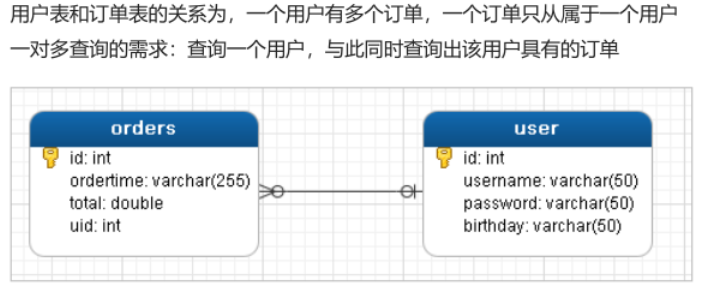 用户表和订单表的关系为，一个用户有多个订单，一个订单只从属于一个用户
一对多查询的需求：查询一个用户，与此同时查询出该用户具有的订单
orders
id: int
ordertime: varchar(255)
total: double
uid: int
user
id: int
username: varchar(50)
password: varchar(50)
birthday: varchar(50)